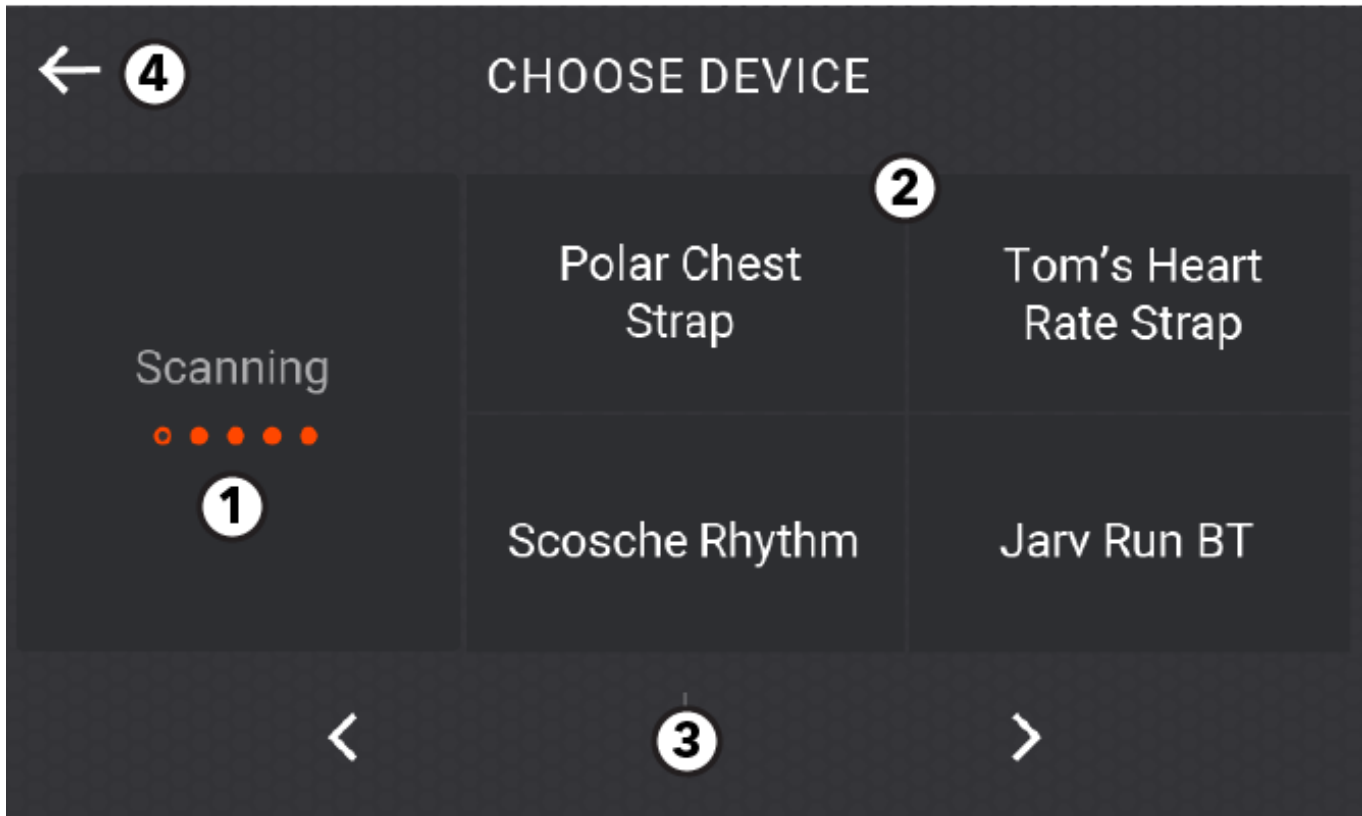 4
CHOOSE DEVICE
2
Polar Chest
Strap
Tom's Heart
Rate Strap
Scanning
1
Scosche Rhythm
Jarv Run BT
3